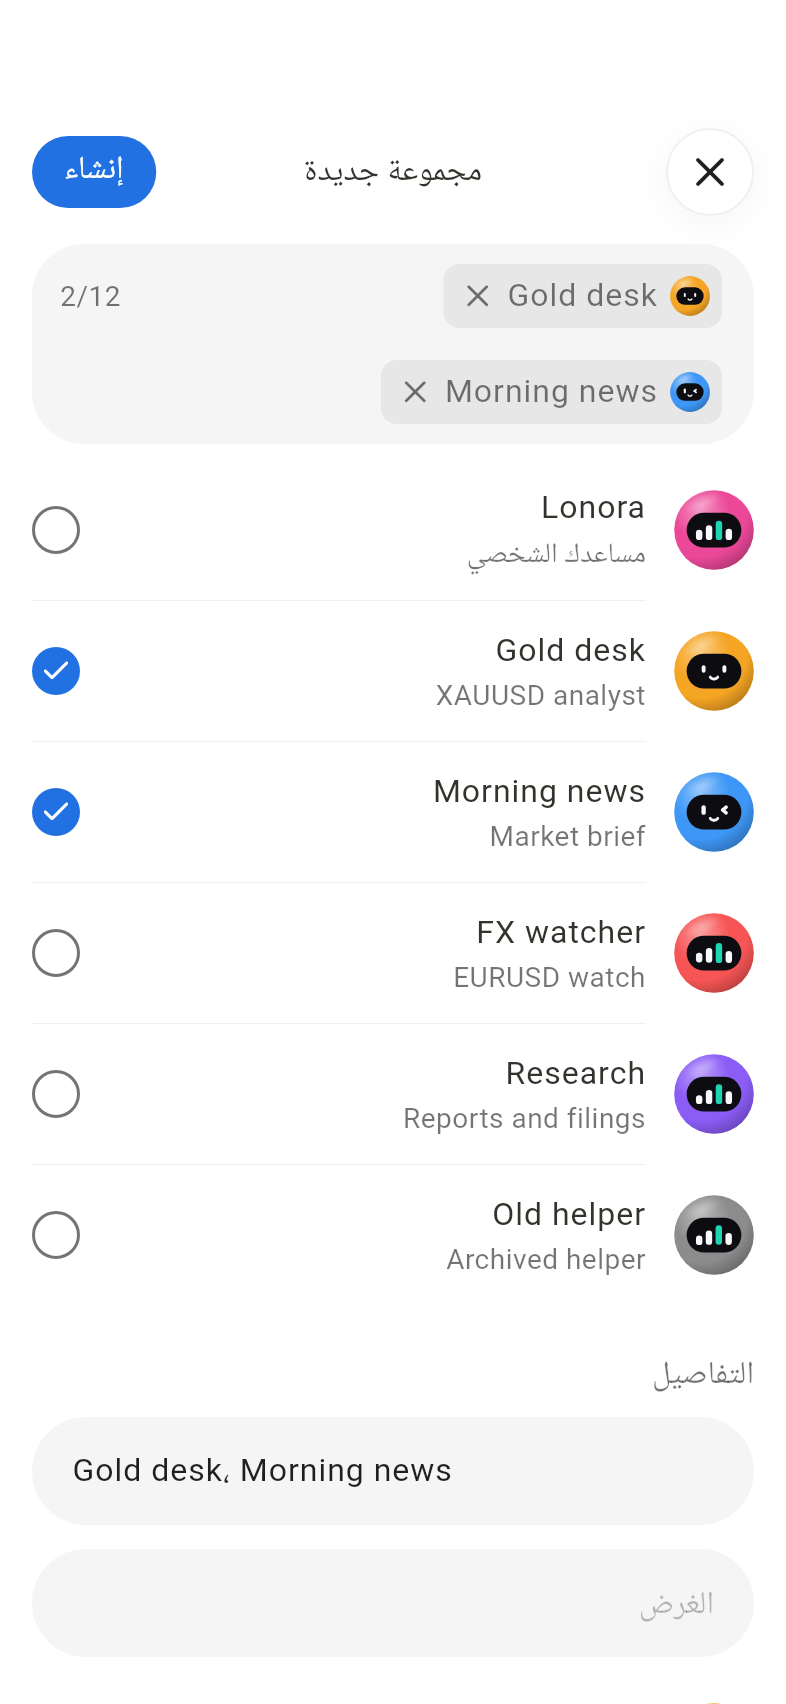 مجموعة جديدة
إنشاء
Gold desk
2/12
Morning news
Lonora
مساعدك الشخصي
Gold desk
XAUUSD analyst
Morning news
Market brief
FX watcher
EURUSD watch
Research
Reports and filings
Old helper
Archived helper
التفاصيل
Gold desk، Morning news
الغرض